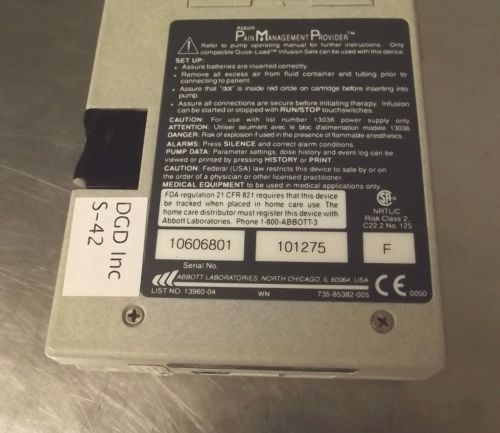 Abbott
PAIN MANAGEMENT PROVIDER™
Refer to pump operating manual for further instructions. Only
compatible Quick-Load™ Infusion Sets can be used with this device.
SET UP:
• Assure batteries are inserted correctly.
• Remove all excess air from fluid container and tubing prior to
connecting to patient.
• Assure that "dot" is inside red circle on cartridge before inserting into
pump.
• Assure all connections are secure before initiating therapy. Infusion
can be started or stopped with RUN/STOP touchswitches.
CAUTION: For use with list number 13036 power supply only.
ATTENTION: Utiliser seulment avec le bloc d'alimentation modele 13036.
DANGER: Risk of explosion if used in the presence of flammable anesthetics.
ALARMS: Press SILENCE and correct alarm conditions
PUMP DATA: Parameter settings, dose history and event log can be
viewed or printed by pressing HISTORY or PRINT.
CAUTION: Federal (USA) law restricts this device to sale by or on
the order of a physician or other licensed practitioner.
MEDICAL EQUIPMENT to be used in medical applications only.
FDA regulation 21 CFR 821 requires that this device
be tracked when placed in home care use. The
home care distributor must register this device with
Abbott Laboratories. Phone 1-800-ABBOTT-3
SA
NRTL/C
Risk Class 2,
C22.2 No. 125
10606801
101275
F
Serial No.
ABBOTT LABORATORIES, NORTH CHICAGO, IL 60064, USA
LIST NO. 13960-04 WN 735-85382-005
CE 0050
DGD Inc
S-42